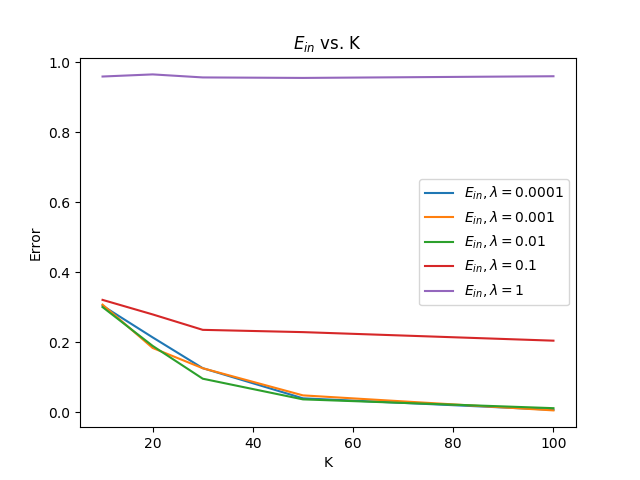 E_in vs. K
1.0
0.8
0.6
0.4
0.2
0.0
Error
E_in, λ = 0.0001
E_in, λ = 0.001
E_in, λ = 0.01
E_in, λ = 0.1
E_in, λ = 1
20 40 60 80 100
K